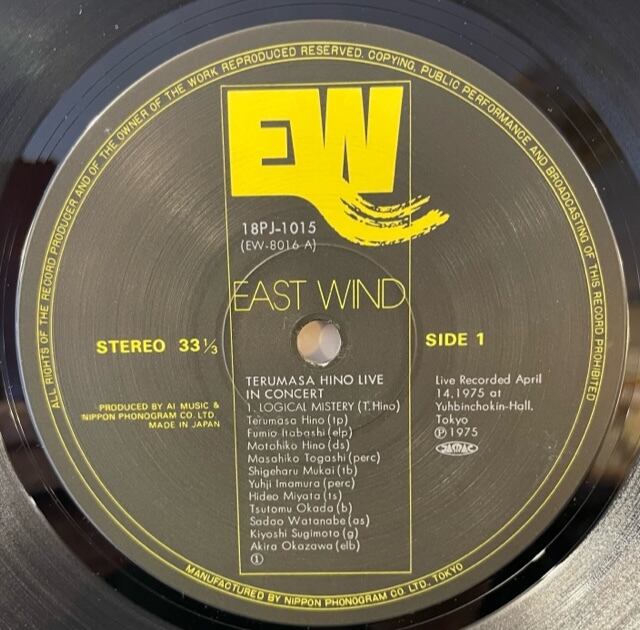 ALL RIGHTS OF THE RECORD PRODUCER AND OF THE OWNER OF THE WORK REPRODUCED RESERVED. COPYING, PUBLIC PERFORMANCE AND BROADCASTING OF THIS RECORD PROHIBITED
EW
18PJ-1015
(EW-8016 A)
EAST WIND
STEREO 33 1/3
SIDE 1
PRODUCED BY AI MUSIC &
NIPPON PHONOGRAM CO. LTD.
MADE IN JAPAN
TERUMASA HINO LIVE
IN CONCERT
1. LOGICAL MISTERY (T.Hino)
Terumasa Hino (tp)
Fumio Itabashi (elp)
Motohiko Hino (ds)
Masahiko Togashi (perc)
Shigeharu Mukai (tb)
Yuhji Imamura (perc)
Hideo Miyata (ts)
Tsutomu Okada (b)
Sadao Watanabe (as)
Kiyoshi Sugimoto (g)
Akira Okazawa (elb)
①
Live Recorded April
14.1975 at
Yuhbinchokin-Hall,
Tokyo
Ⓟ 1975
JASRAC
MANUFACTURED BY NIPPON PHONOGRAM CO. LTD., TOKYO